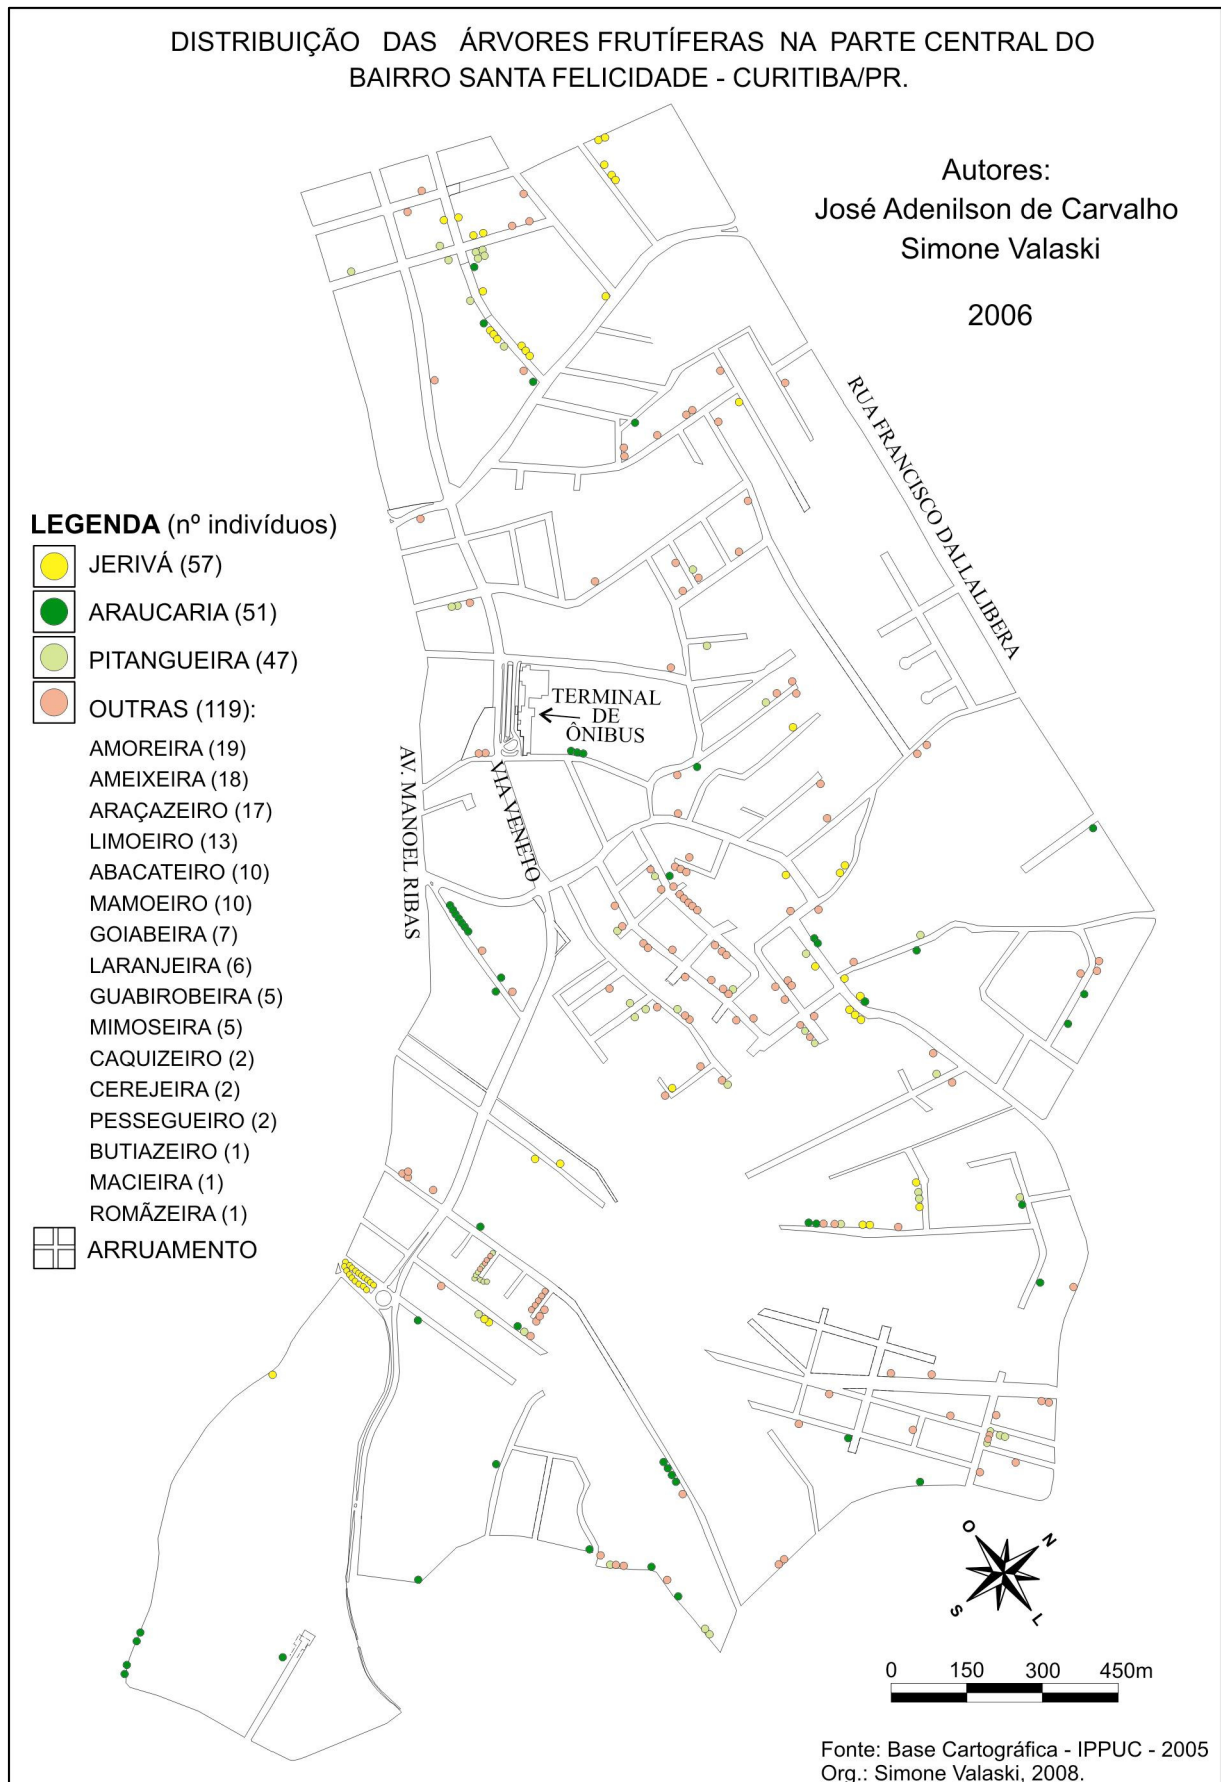 DISTRIBUIÇÃO DAS ÁRVORES FRUTÍFERAS NA PARTE CENTRAL DO
BAIRRO SANTA FELICIDADE - CURITIBA/PR.
Autores:
José Adenilson de Carvalho
Simone Valaski
2006
RUA FRANCISCO DALLALIBERA
LEGENDA (nº indivíduos)
JERIVÁ (57)
ARAUCARIA (51)
PITANGUEIRA (47)
OUTRAS (119):
AMOREIRA (19)
AMEIXEIRA (18)
ARAÇAZEIRO (17)
LIMOEIRO (13)
ABACATEIRO (10)
MAMOEIRO (10)
GOIABEIRA (7)
LARANJEIRA (6)
GUABIROBEIRA (5)
MIMOSEIRA (5)
CAQUIZEIRO (2)
CEREJEIRA (2)
PESSEGUEIRO (2)
BUTIAZEIRO (1)
MACIEIRA (1)
ROMÃZEIRA (1)
ARRUAMENTO
TERMINAL
DE
ÔNIBUS
AV. MANOEL RIBAS
VIA VENETO
O
N
S
L
0 150 300 450m
Fonte: Base Cartográfica - IPPUC - 2005
Org.: Simone Valaski, 2008.